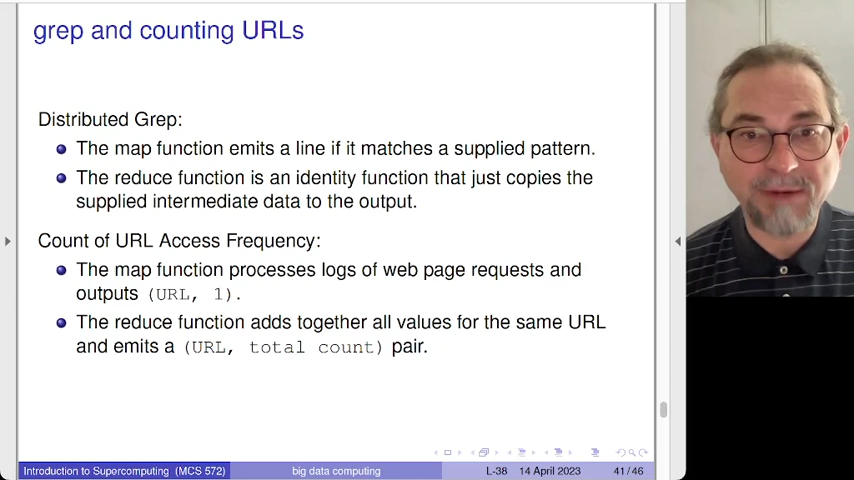 grep and counting URLs
Distributed Grep:
The map function emits a line if it matches a supplied pattern.
The reduce function is an identity function that just copies the
supplied intermediate data to the output.
Count of URL Access Frequency:
The map function processes logs of web page requests and
outputs (URL, 1).
The reduce function adds together all values for the same URL
and emits a (URL, total count) pair.
Introduction to Supercomputing (MCS 572) big data computing L-38 14 April 2023 41 / 46